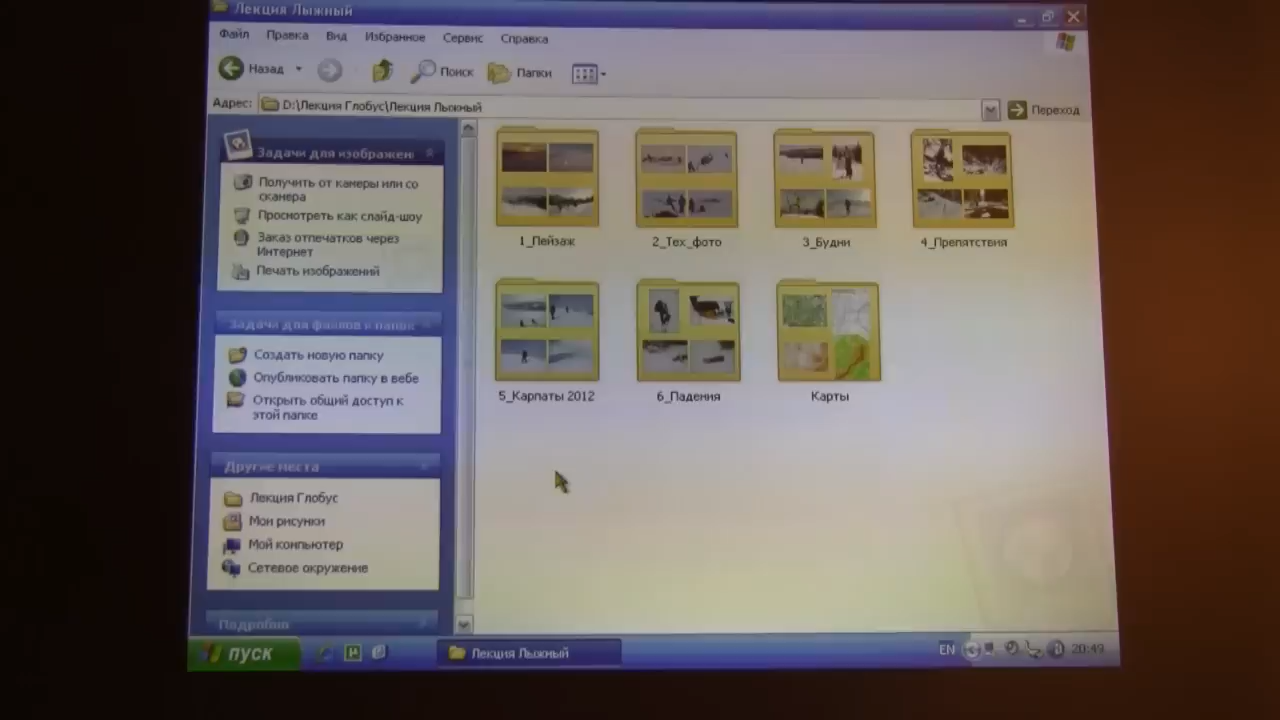 Лекция Лыжный
Файл Правка Вид Избранное Сервис Справка
Назад Поиск Папки
Адрес: D:\Лекция Глобус\Лекция Лыжный Переход
Задачи для изображен
Получить от камеры или со
сканера
Просмотреть как слайд-шоу
Заказ отпечатков через
Интернет
Печать изображений
Задачи для файлов и папок
Создать новую папку
Опубликовать папку в вебе
Открыть общий доступ к
этой папке
Другие места
Лекция Глобус
Мои рисунки
Мой компьютер
Сетевое окружение
Подробно
1_Пейзаж 2_Тех_фото 3_Будни 4_Препятствия
5_Карпаты 2012 6_Падения Карты
пуск Лекция Лыжный EN 20:49